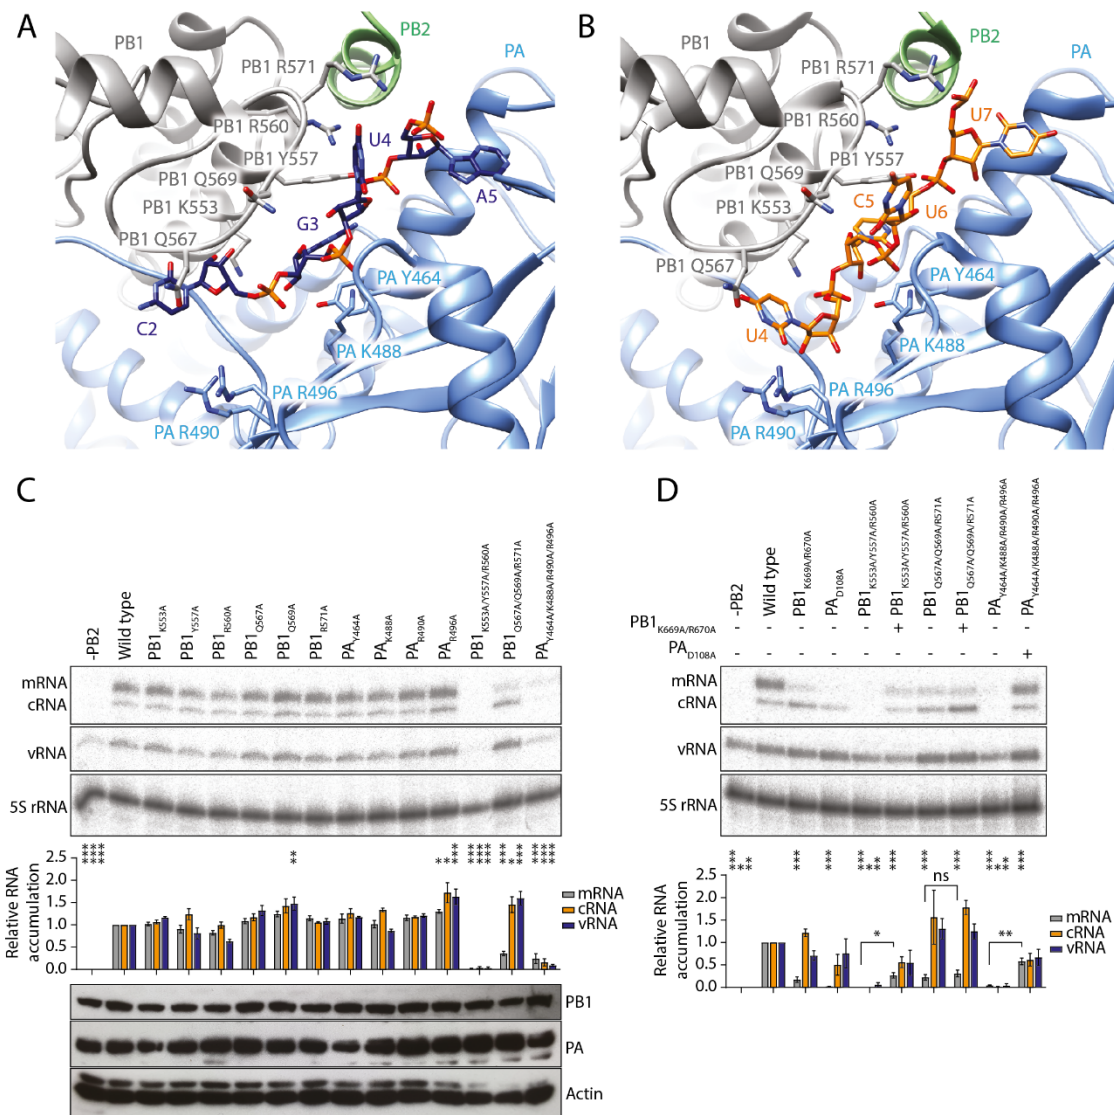 A
PB1
PB2
PA
PB1 R571
PB1 R560
U4
PB1 Y557
PB1 Q569
A5
PB1 K553
G3
PB1 Q567
PA Y464
C2
PA K488
PA R496
PA R490
B
PB1
PB2
PA
PB1 R571
U7
PB1 R560
PB1 Y557
PB1 Q569
C5
PB1 K553
U6
PB1 Q567
PA Y464
U4
PA K488
PA R496
PA R490
C
-PB2
Wild type
PB1K553A
PB1Y557A
PB1R560A
PB1Q567A
PB1Q569A
PB1R571A
PAY464A
PAK488A
PAR490A
PAR496A
PB1K553A/Y557A/R560A
PB1Q567A/Q569A/R571A
PAY464A/K488A/R490A/R496A
mRNA
cRNA
vRNA
5S rRNA
*** *** *** ** * * *** *** *** *** *** * *** *** *** ***
Relative RNA
accumulation
2.5
2.0
1.5
1.0
0.5
0.0
mRNA
cRNA
vRNA
PB1
PA
Actin
D
-PB2
Wild type
PB1K669A/R670A
PAD108A
PB1K553A/Y557A/R560A
PB1K553A/Y557A/R560A
PB1Q567A/Q569A/R571A
PB1Q567A/Q569A/R571A
PAY464A/K488A/R490A/R496A
PAY464A/K488A/R490A/R496A
PB1K669A/R670A
- - - - - + - + - -
PAD108A
- - - - - - - - - +
mRNA
cRNA
vRNA
5S rRNA
*** ** ** *** *** *** ** ** *** *** *** *** ** ** ***
ns
* **
Relative RNA
accumulation
2.5
2.0
1.5
1.0
0.5
0.0
mRNA
cRNA
vRNA